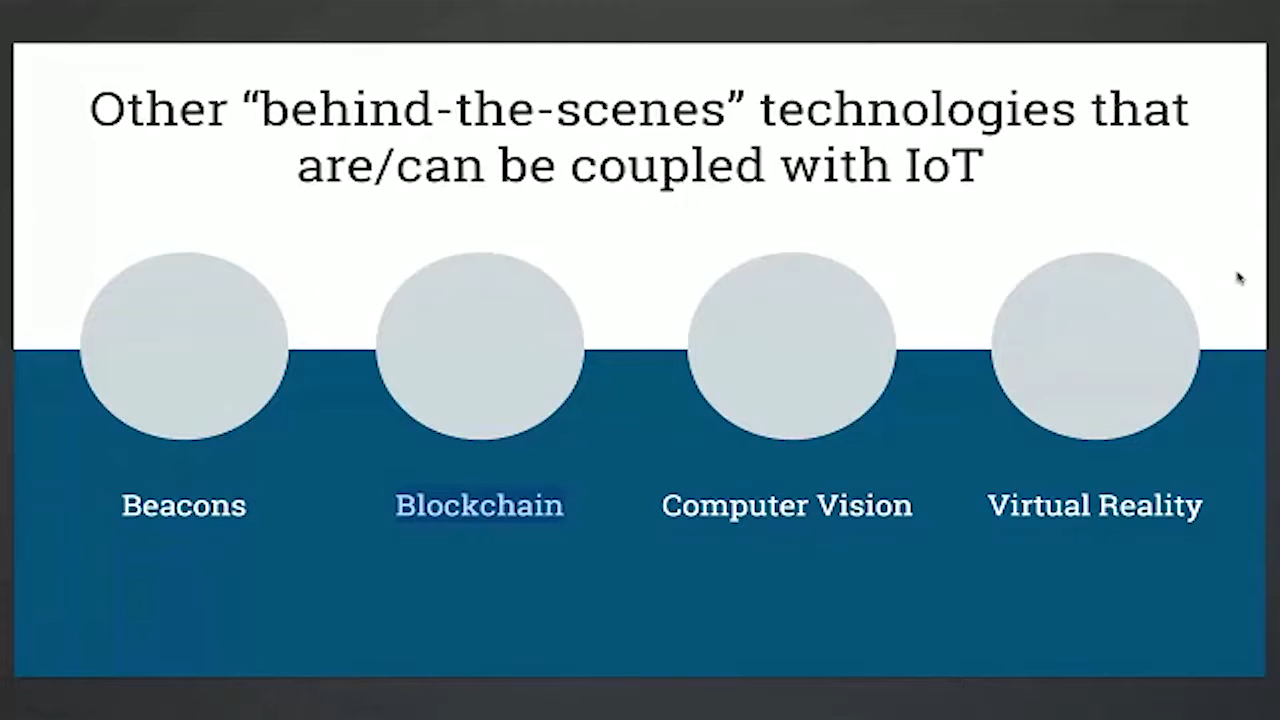 Other “behind-the-scenes” technologies that
are/can be coupled with IoT
Beacons
Blockchain
Computer Vision
Virtual Reality